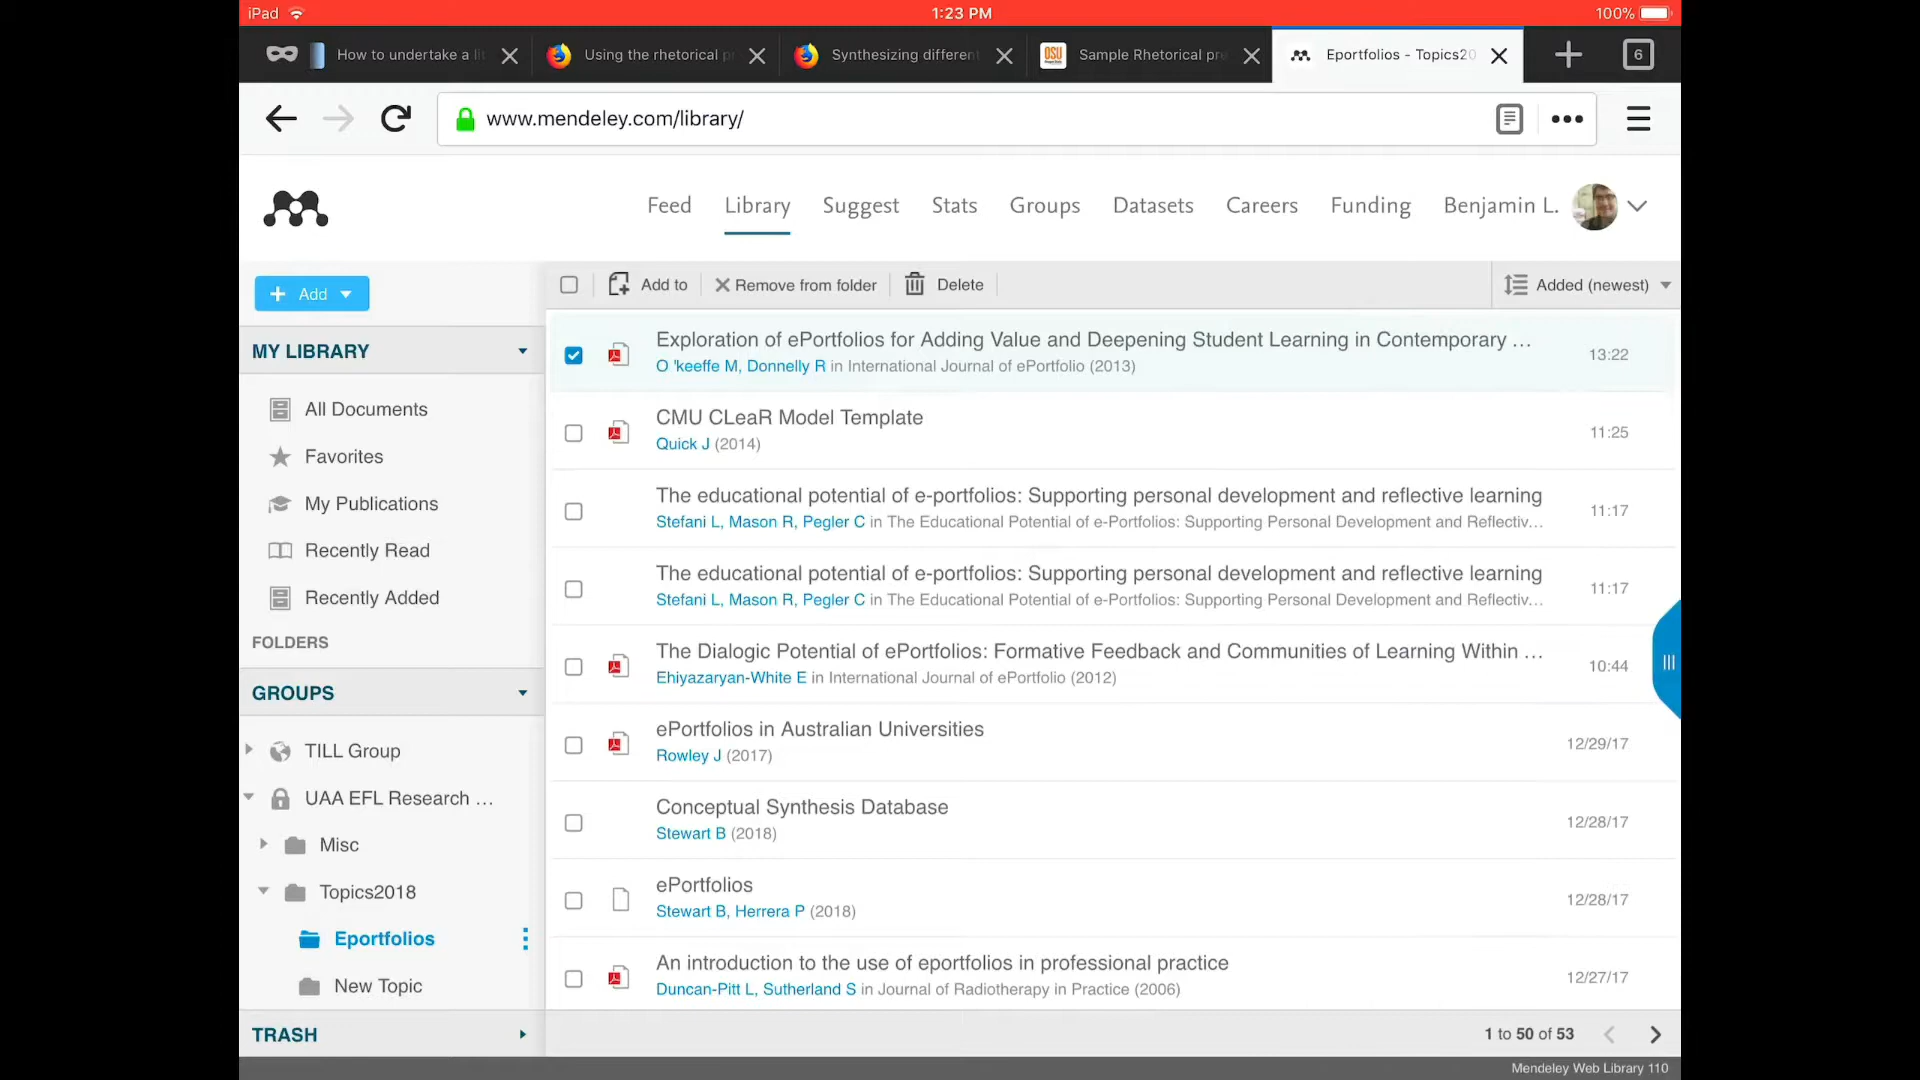 iPad
1:23 PM
100%
How to undertake a lit
Using the rhetorical p
Synthesizing different
OSU
Sample Rhetorical pre
Eportfolios - Topics20
6
www.mendeley.com/library/
Feed
Library
Suggest
Stats
Groups
Datasets
Careers
Funding
Benjamin L.
Add
Add to
Remove from folder
Delete
Added (newest)
MY LIBRARY
All Documents
Favorites
My Publications
Recently Read
Recently Added
FOLDERS
GROUPS
TILL Group
UAA EFL Research ...
Misc
Topics2018
Eportfolios
New Topic
TRASH
Exploration of ePortfolios for Adding Value and Deepening Student Learning in Contemporary ...
13:22
O 'keeffe M, Donnelly R in International Journal of ePortfolio (2013)
CMU CLeaR Model Template
11:25
Quick J (2014)
The educational potential of e-portfolios: Supporting personal development and reflective learning
11:17
Stefani L, Mason R, Pegler C in The Educational Potential of e-Portfolios: Supporting Personal Development and Reflectiv...
The educational potential of e-portfolios: Supporting personal development and reflective learning
11:17
Stefani L, Mason R, Pegler C in The Educational Potential of e-Portfolios: Supporting Personal Development and Reflectiv...
The Dialogic Potential of ePortfolios: Formative Feedback and Communities of Learning Within ...
10:44
Ehiyazaryan-White E in International Journal of ePortfolio (2012)
ePortfolios in Australian Universities
12/29/17
Rowley J (2017)
Conceptual Synthesis Database
12/28/17
Stewart B (2018)
ePortfolios
12/28/17
Stewart B, Herrera P (2018)
An introduction to the use of eportfolios in professional practice
12/27/17
Duncan-Pitt L, Sutherland S in Journal of Radiotherapy in Practice (2006)
1 to 50 of 53
Mendeley Web Library 110